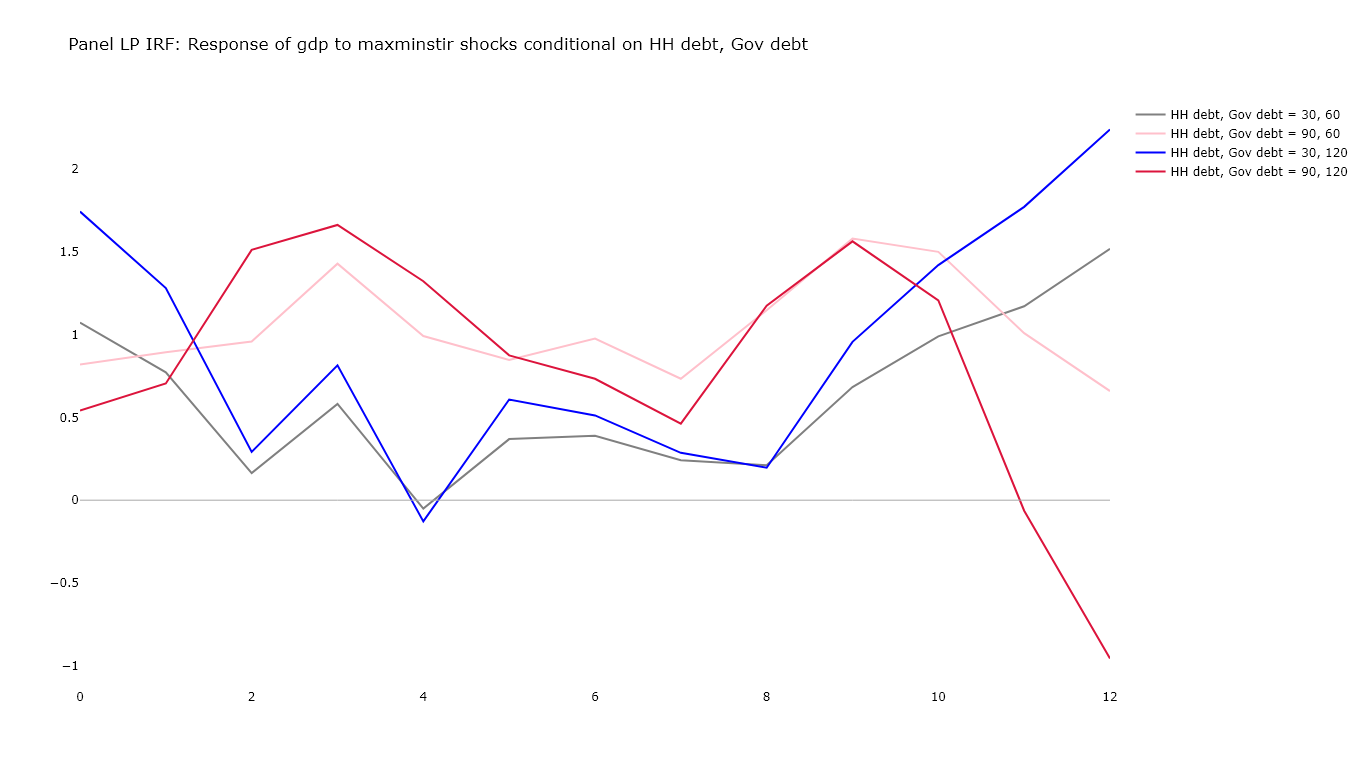 Panel LP IRF: Response of gdp to maxminstir shocks conditional on HH debt, Gov debt
HH debt, Gov debt = 30, 60
HH debt, Gov debt = 90, 60
HH debt, Gov debt = 30, 120
HH debt, Gov debt = 90, 120
2
1.5
1
0.5
0
−0.5
−1
0 2 4 6 8 10 12